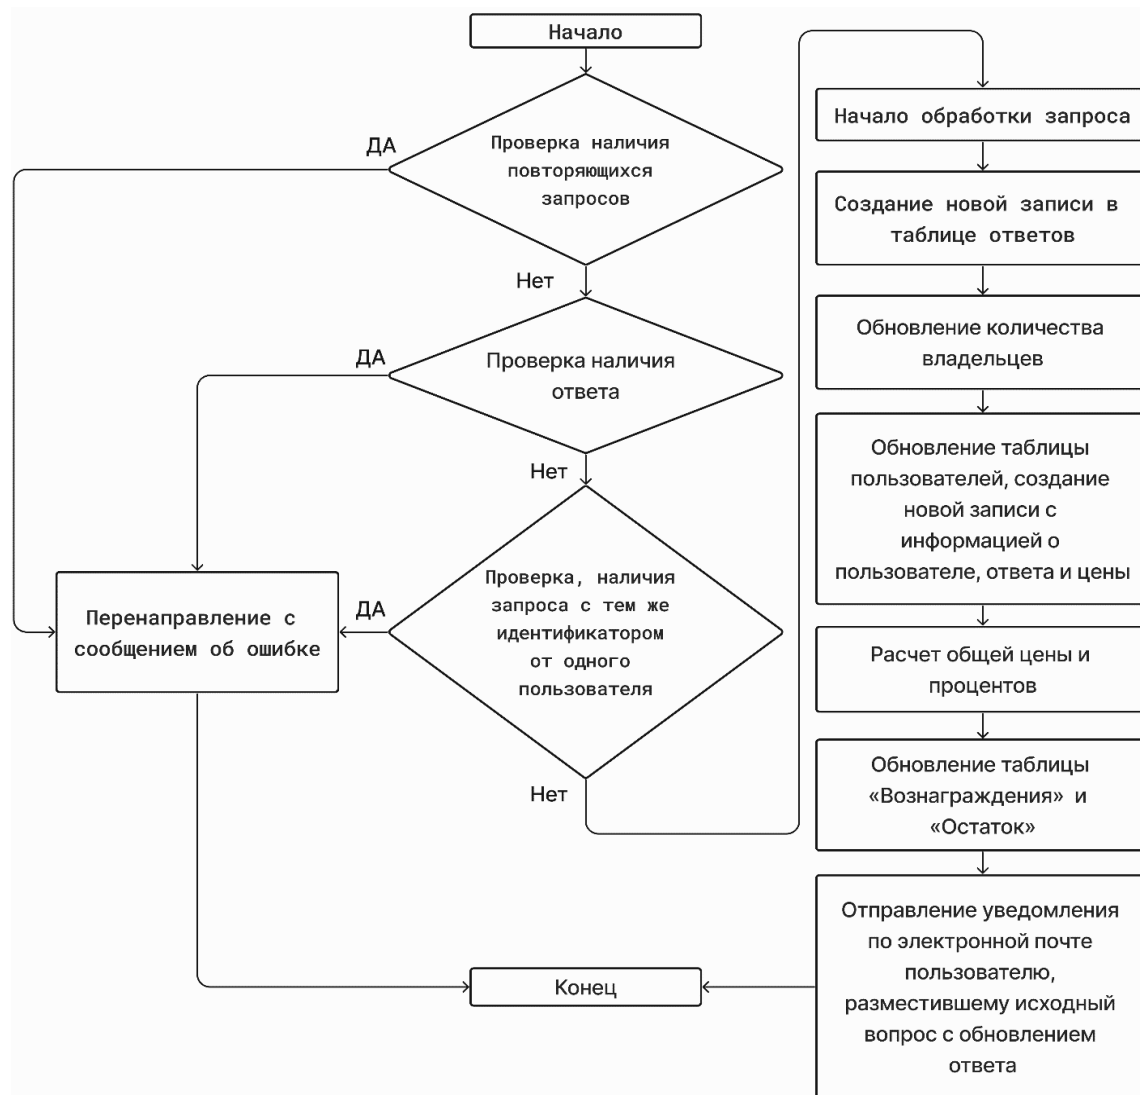 Начало
ДА
Проверка наличия
повторяющихся
запросов
Нет
ДА
Проверка наличия
ответа
Нет
Перенаправление с
сообщением об ошибке
ДА
Проверка, наличия
запроса с тем же
идентификатором
от одного
пользователя
Нет
Начало обработки запроса
Создание новой записи в
таблице ответов
Обновление количества
владельцев
Обновление таблицы
пользователей, создание
новой записи с
информацией о
пользователе, ответа и цены
Расчет общей цены и
процентов
Обновление таблицы
«Вознаграждения» и
«Остаток»
Отправление уведомления
по электронной почте
пользователю,
разместившему исходный
вопрос с обновлением
ответа
Конец